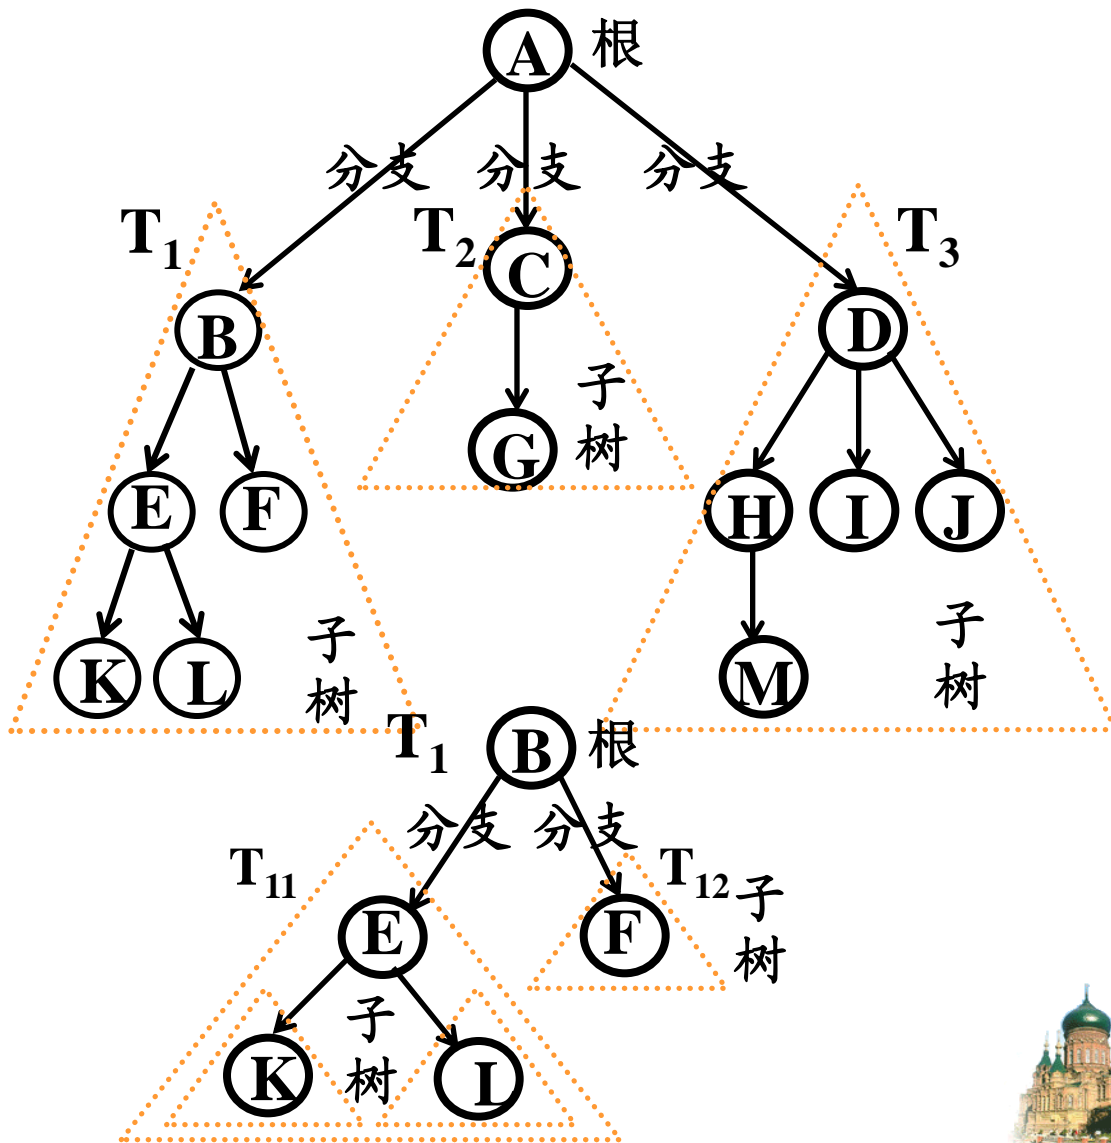 A 根
分支 分支 分支
T1 T2 T3
C
B D
子树
G
E F H I J
子树 子树
K L M
T1 B 根
分支 分支
T11 T12 子树
E F
子树
K L